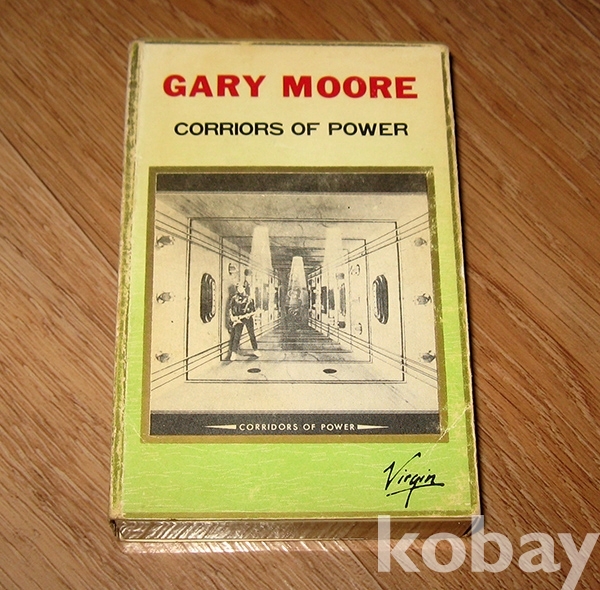 GARY MOORE
CORRIORS OF POWER
CORRIDORS OF POWER
Virgin
kobay